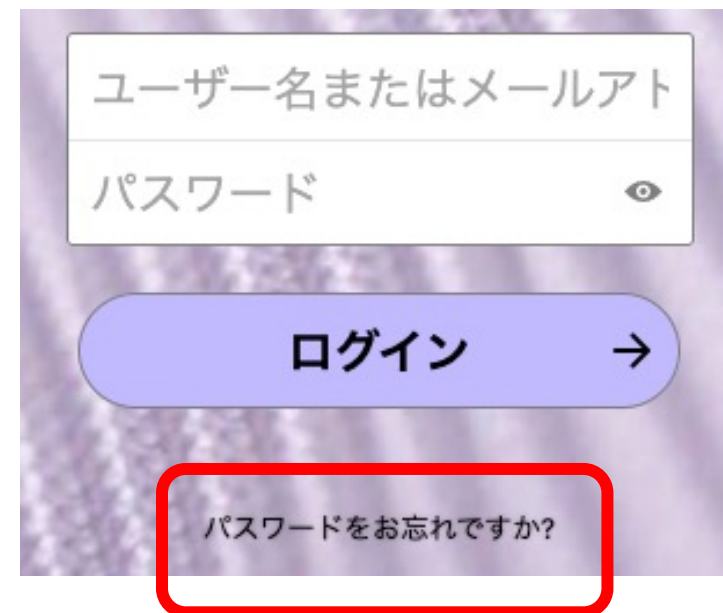 ユーザー名またはメールアド
パスワード
ログイン
パスワードをお忘れですか?